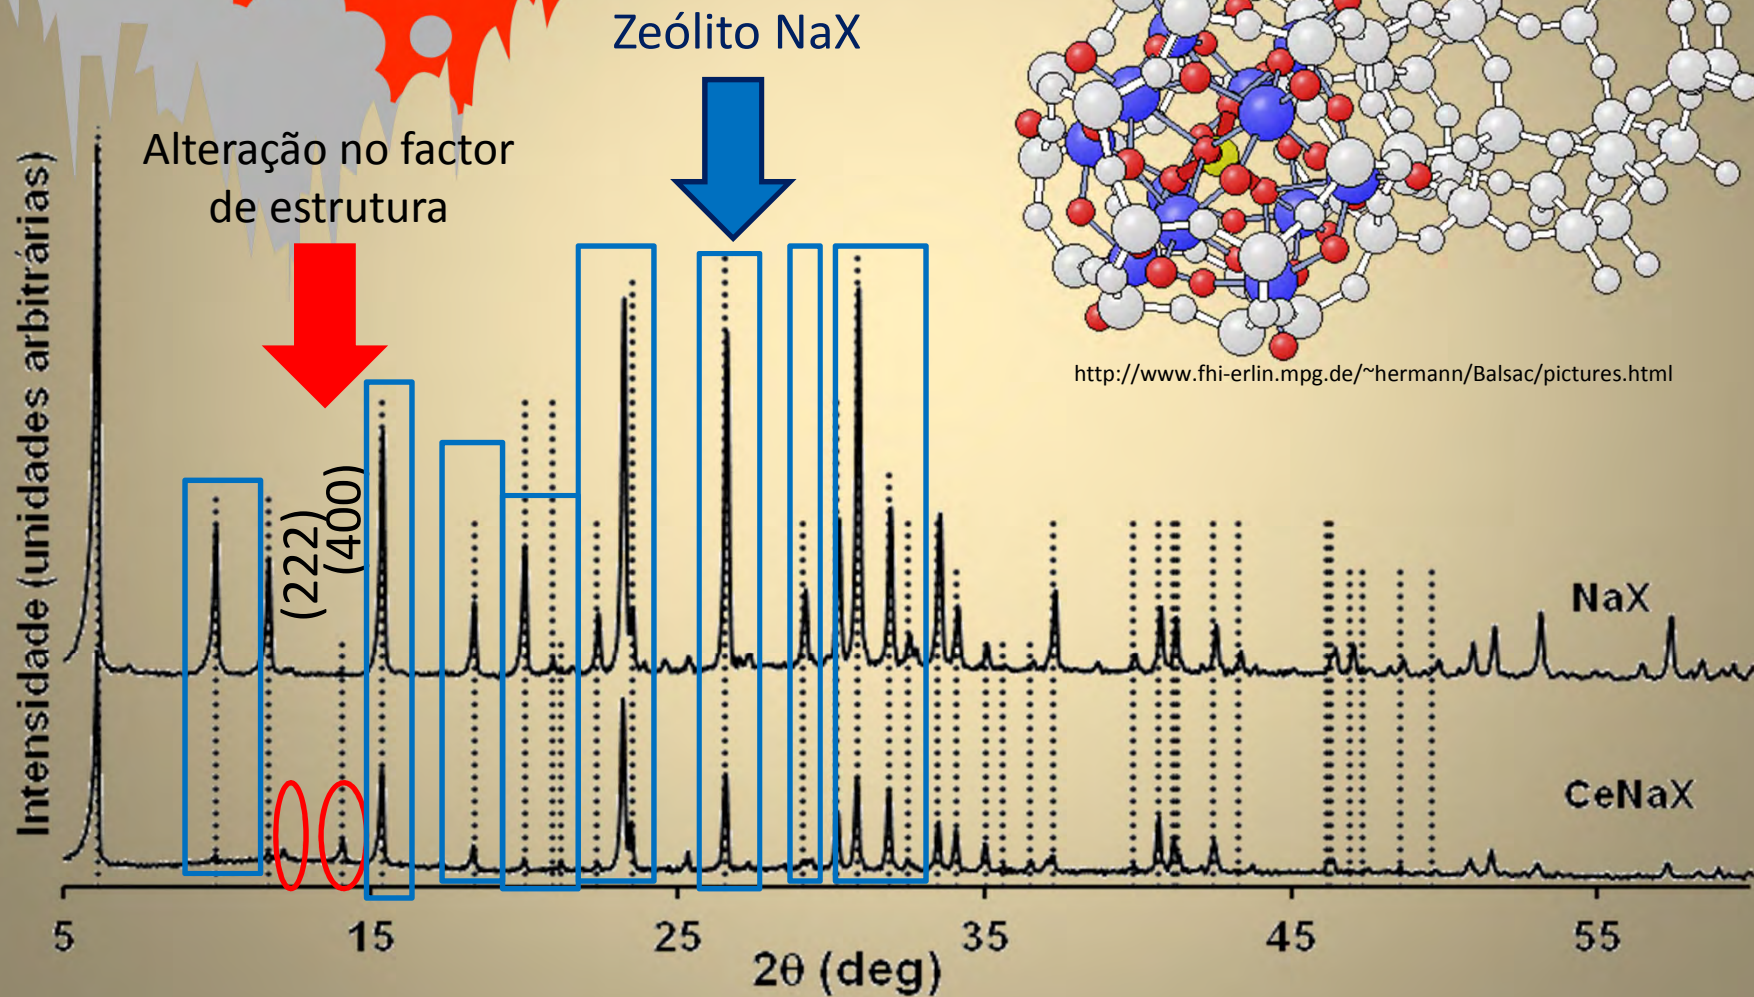 Zeólito NaX
Alteração no factor
de estrutura
http://www.fhi-erlin.mpg.de/~hermann/Balsac/pictures.html
Intensidade (unidades arbitrárias)
(222)
(400)
NaX
CeNaX
5 15 25 35 45 55
2θ (deg)